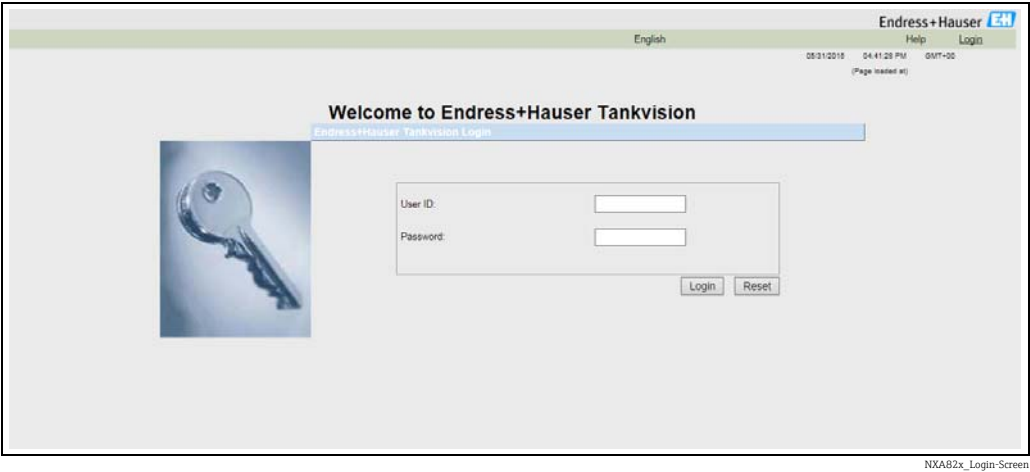 Endress+Hauser EH
English Help Login
05/31/2016 04:41:28 PM GMT+00
(Page loaded at)
Welcome to Endress+Hauser Tankvision
Endress+Hauser Tankvision Login
User ID:
Password:
Login Reset
NXA82x_Login-Screen